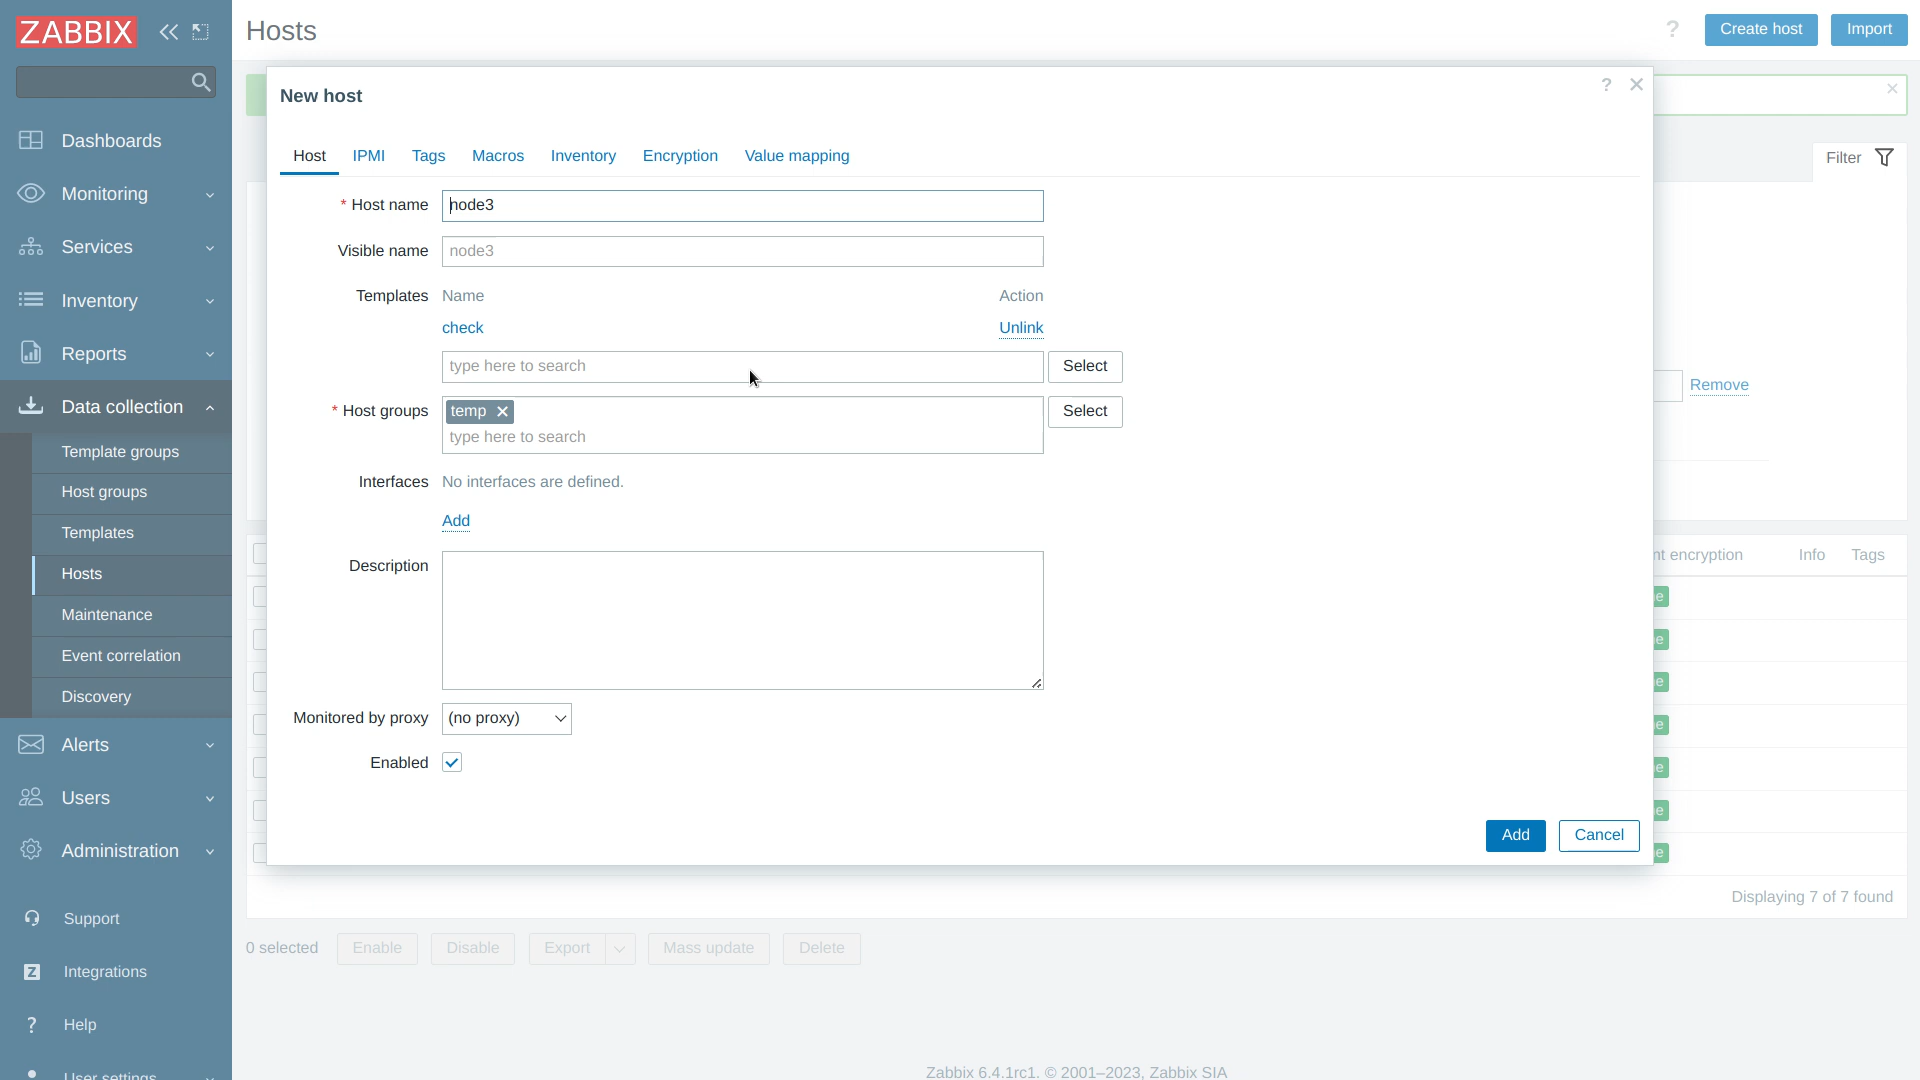 ZABBIX
Hosts
?
Create host
Import
New host
?
Dashboards
Monitoring
Services
Inventory
Reports
Data collection
Template groups
Host groups
Templates
Hosts
Maintenance
Event correlation
Discovery
Alerts
Users
Administration
Support
Z Integrations
? Help
User settings
Host IPMI Tags Macros Inventory Encryption Value mapping
Filter
* Host name node3
Visible name node3
Templates Name Action
check Unlink
type here to search Select
* Host groups temp Select
type here to search
Interfaces No interfaces are defined.
Add
Description
Monitored by proxy (no proxy)
Enabled
Add Cancel
Remove
nt encryption Info Tags
e
e
e
e
e
e
e
Displaying 7 of 7 found
0 selected Enable Disable Export Mass update Delete
Zabbix 6.4.1rc1. © 2001–2023, Zabbix SIA